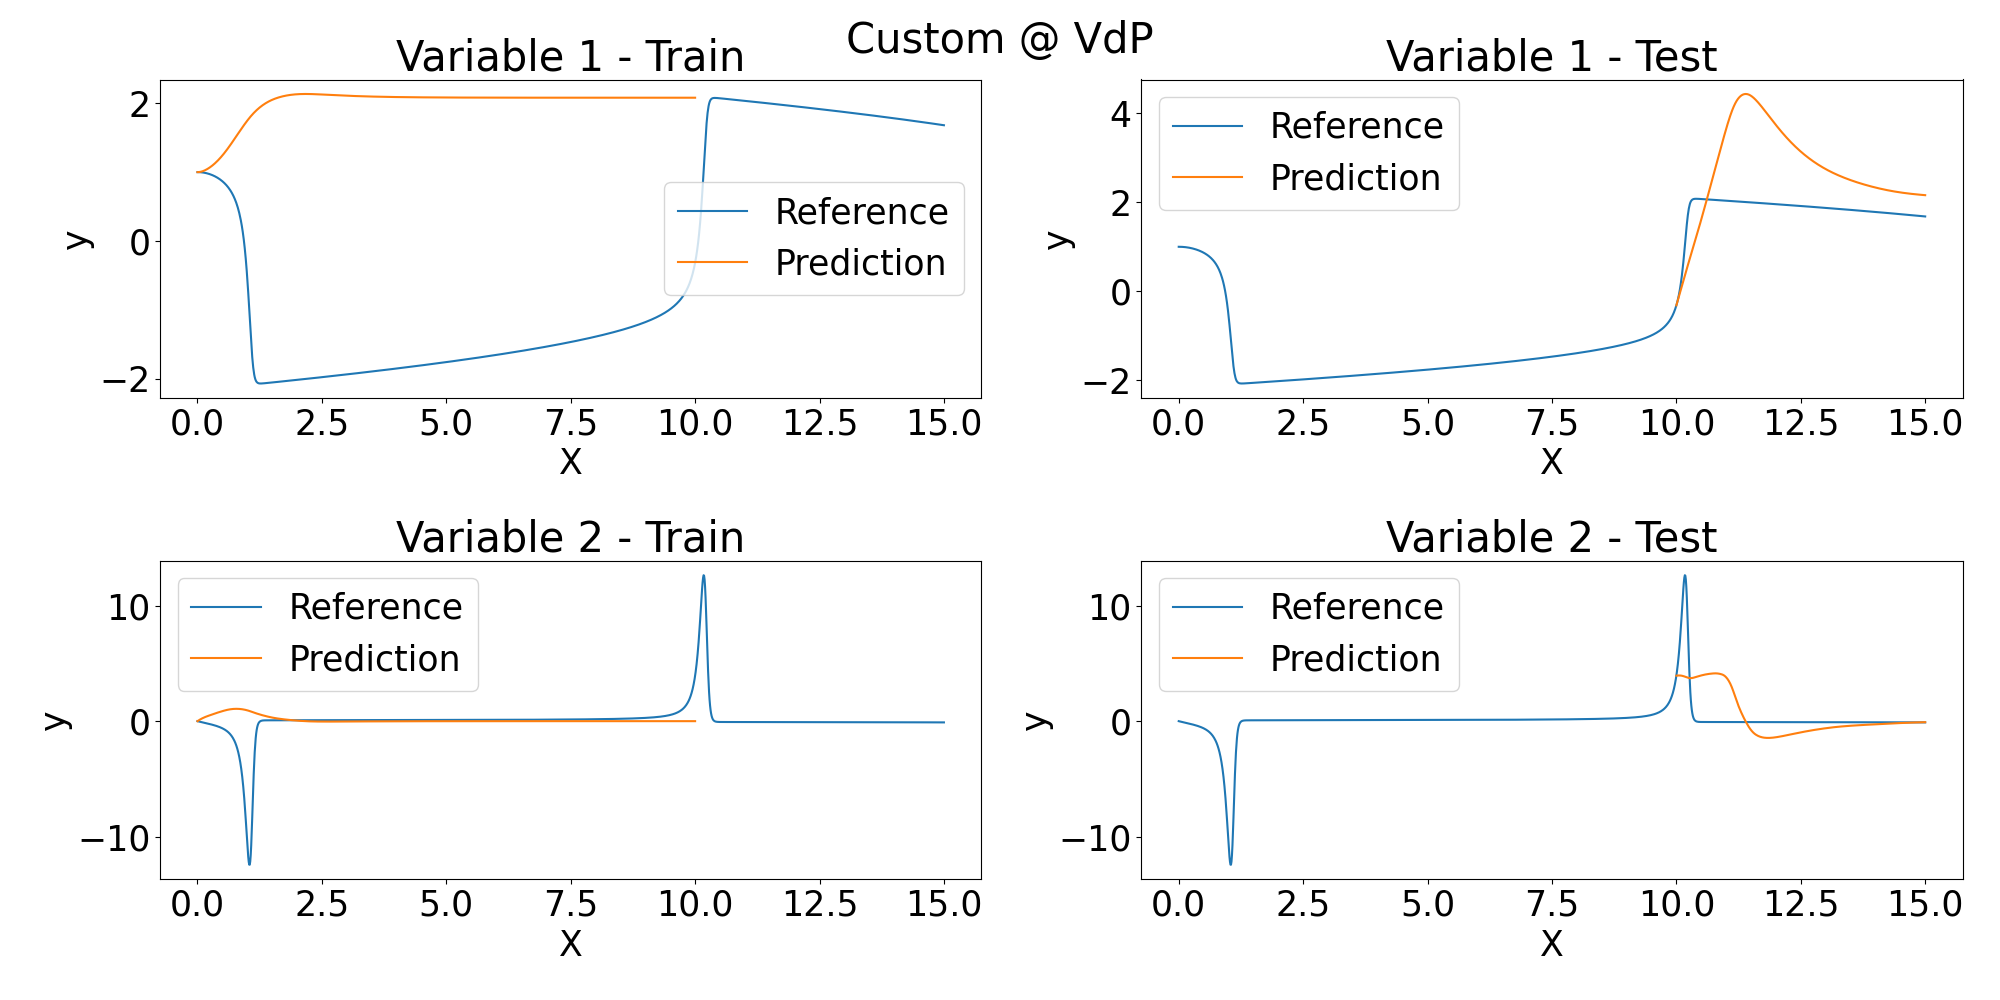 Custom @ VdP
Variable 1 - Train
2
0
−2
y
Reference
Prediction
0.0 2.5 5.0 7.5 10.0 12.5 15.0
X
Variable 1 - Test
4
2
0
−2
y
Reference
Prediction
0.0 2.5 5.0 7.5 10.0 12.5 15.0
X
Variable 2 - Train
10
0
−10
y
Reference
Prediction
0.0 2.5 5.0 7.5 10.0 12.5 15.0
X
Variable 2 - Test
10
0
−10
y
Reference
Prediction
0.0 2.5 5.0 7.5 10.0 12.5 15.0
X